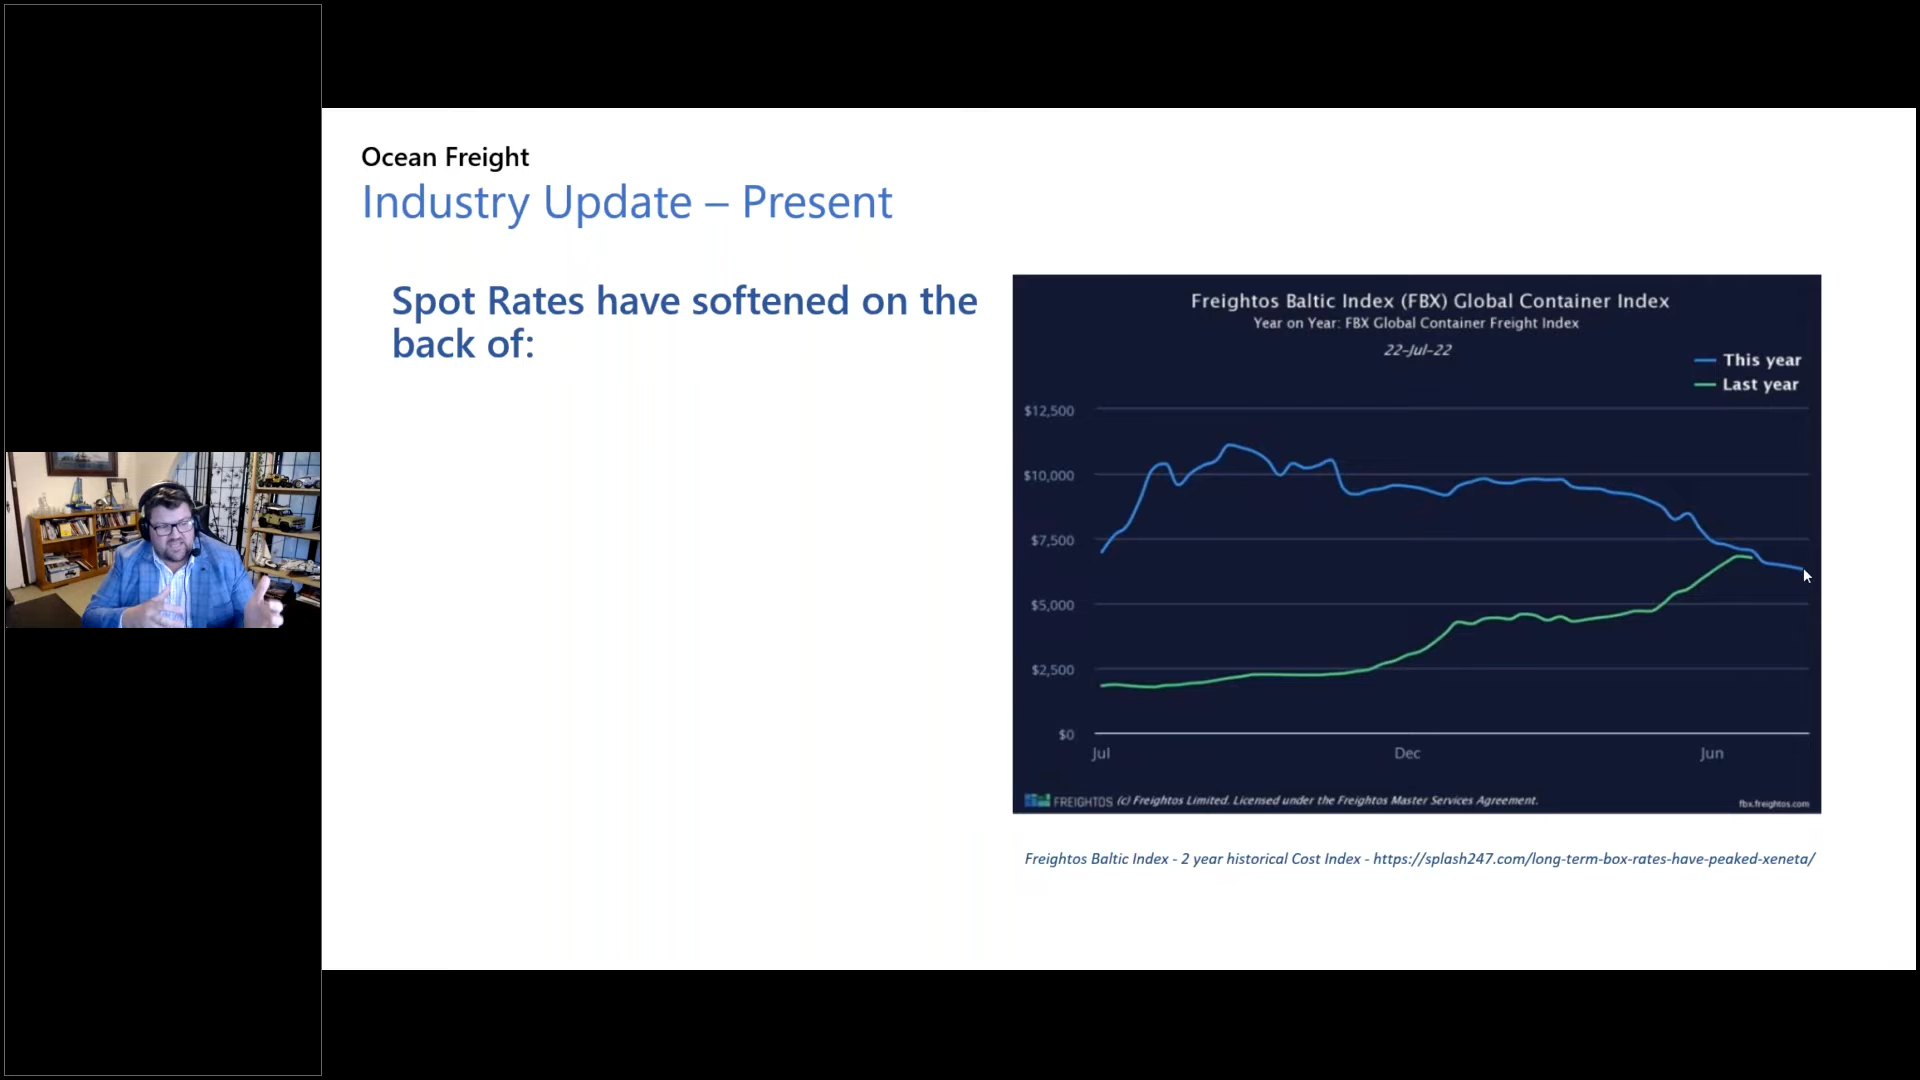 Ocean Freight
Industry Update – Present
Spot Rates have softened on the
back of:
Freightos Baltic Index (FBX) Global Container Index
Year on Year: FBX Global Container Freight Index
22-Jul-22
This year
Last year
$12,500
$10,000
$7,500
$5,000
$2,500
$0
Jul
Dec
Jun
FREIGHTOS (c) Freightos Limited. Licensed under the Freightos Master Services Agreement.
fbx.freightos.com
Freightos Baltic Index - 2 year historical Cost Index - https://splash247.com/long-term-box-rates-have-peaked-xeneta/